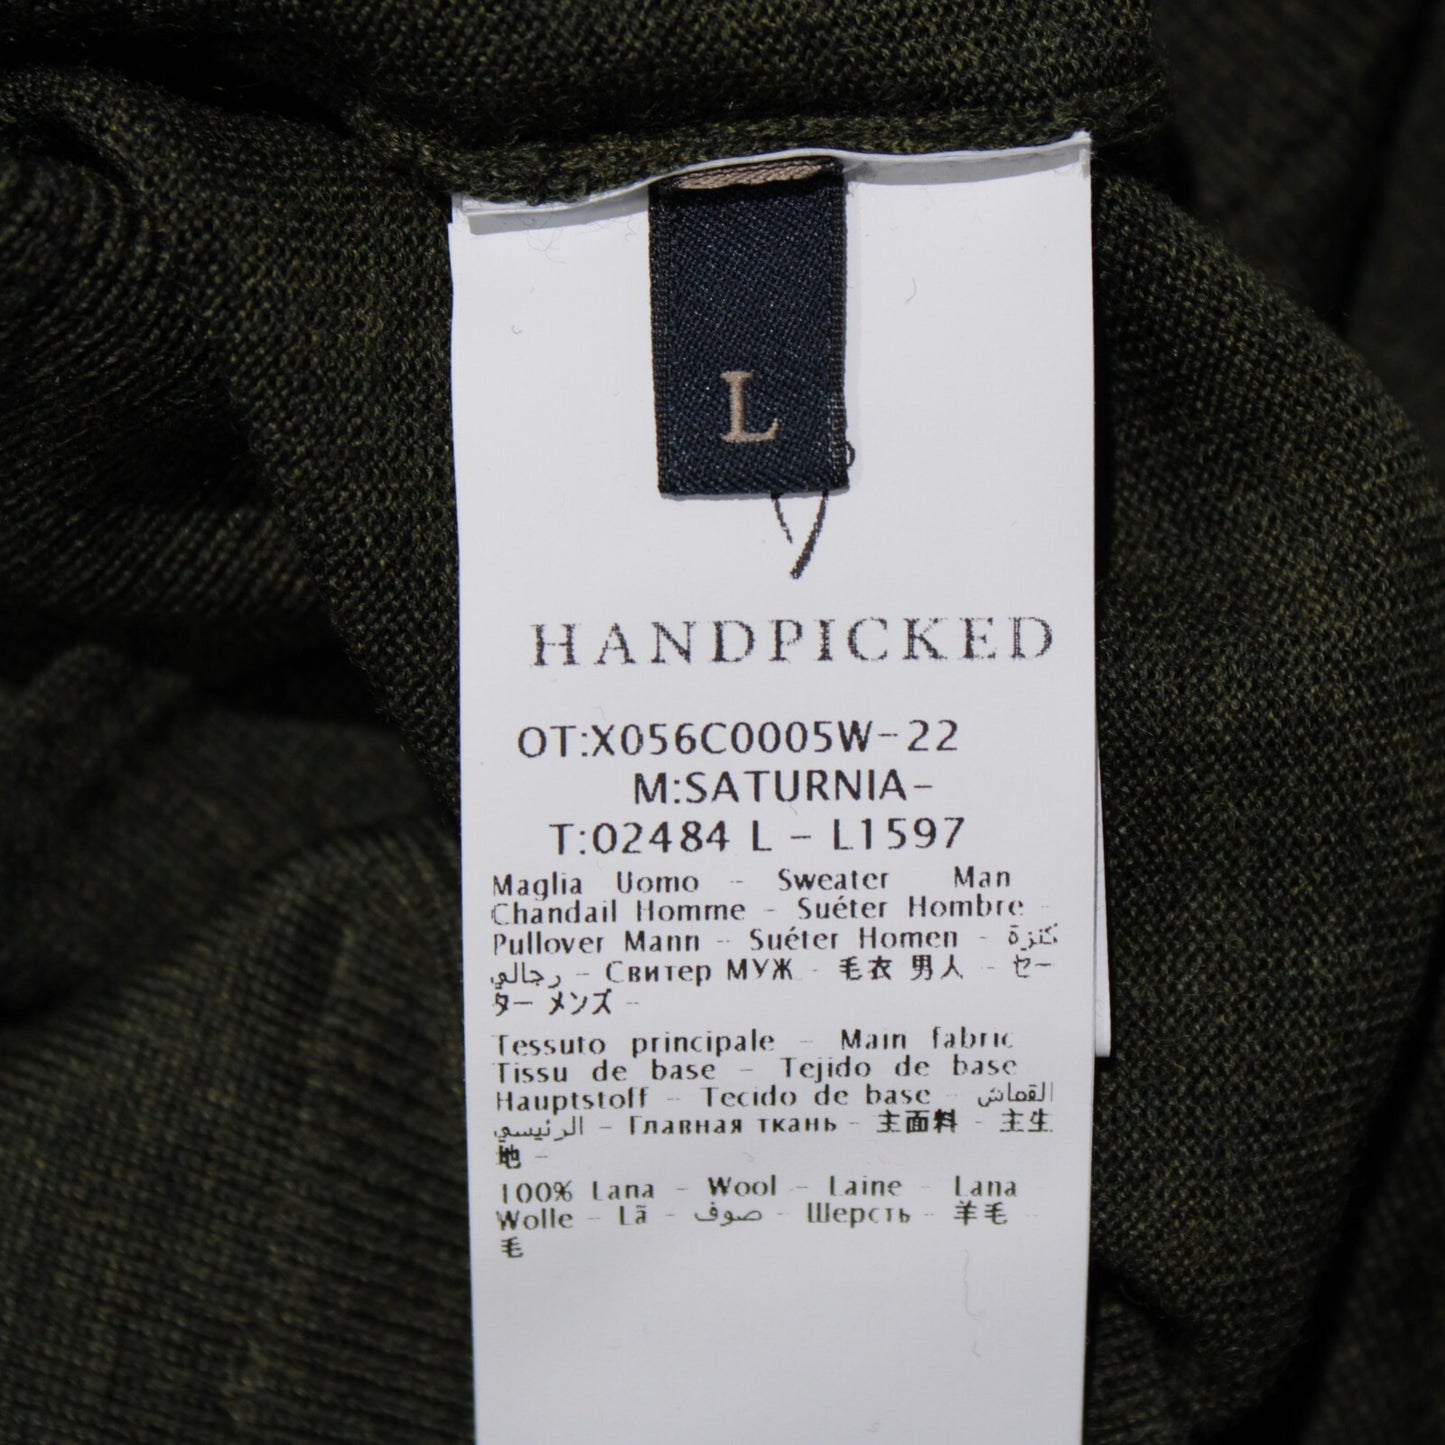 L
HANDPICKED
OT:X056C0005W-22
M:SATURNIA-
T:02484 L - L1597
Maglia Uomo - Sweater Man
Chandail Homme - Suéter Hombre -
Pullover Mann - Suéter Homen - كنزة
رجالي - Свитер МУЖ - 毛衣 男人 - セー
ター メンズ -
Tessuto principale - Main fabric
Tissu de base - Tejido de base
Hauptstoff - Tecido de base - القماش
الرئيسي - Главная ткань - 主面料 - 主生
地 -
100% Lana - Wool - Laine - Lana
Wolle - Lã - صوف - Шерсть - 羊毛
毛